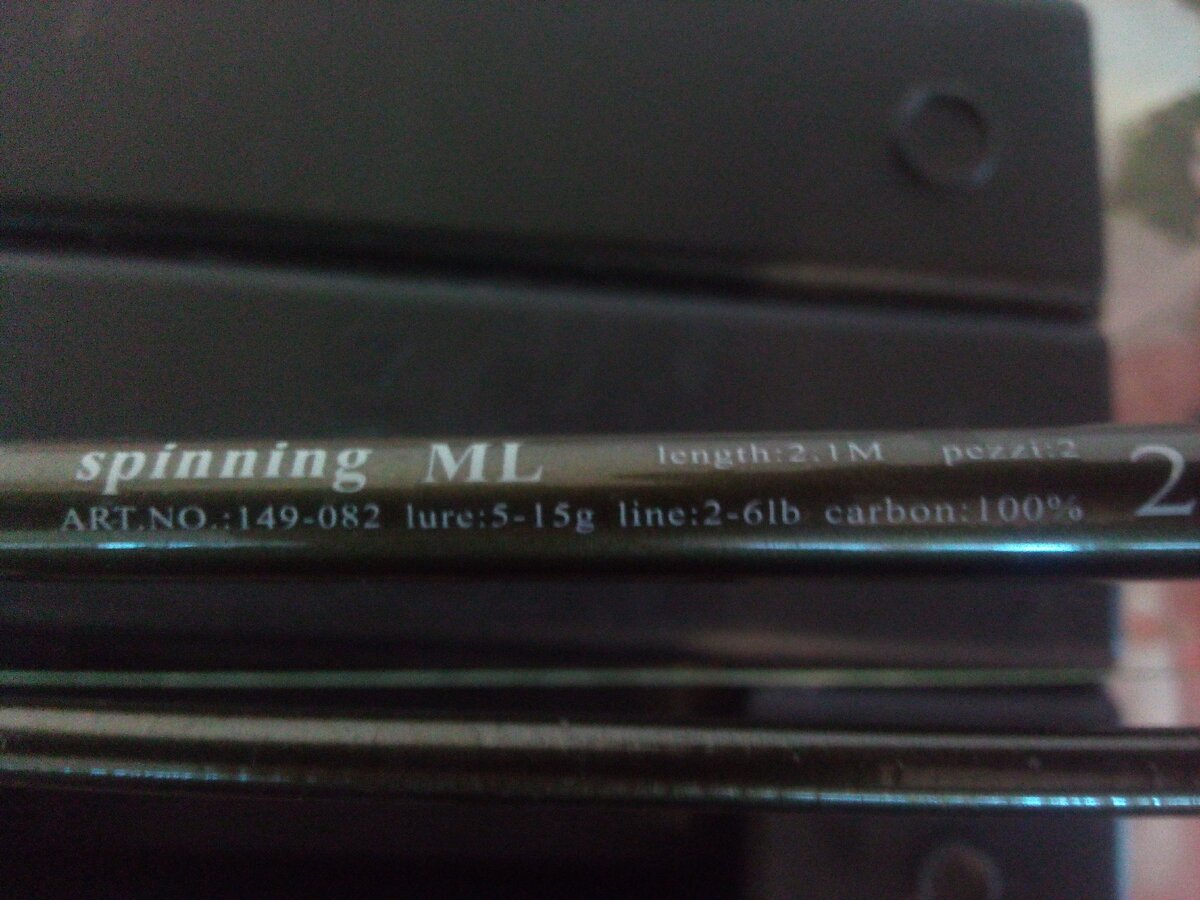 spinning ML length:2.1M pezzi:2
ART.NO.:149-082 lure:5-15g line:2-6lb carbon:100%
2